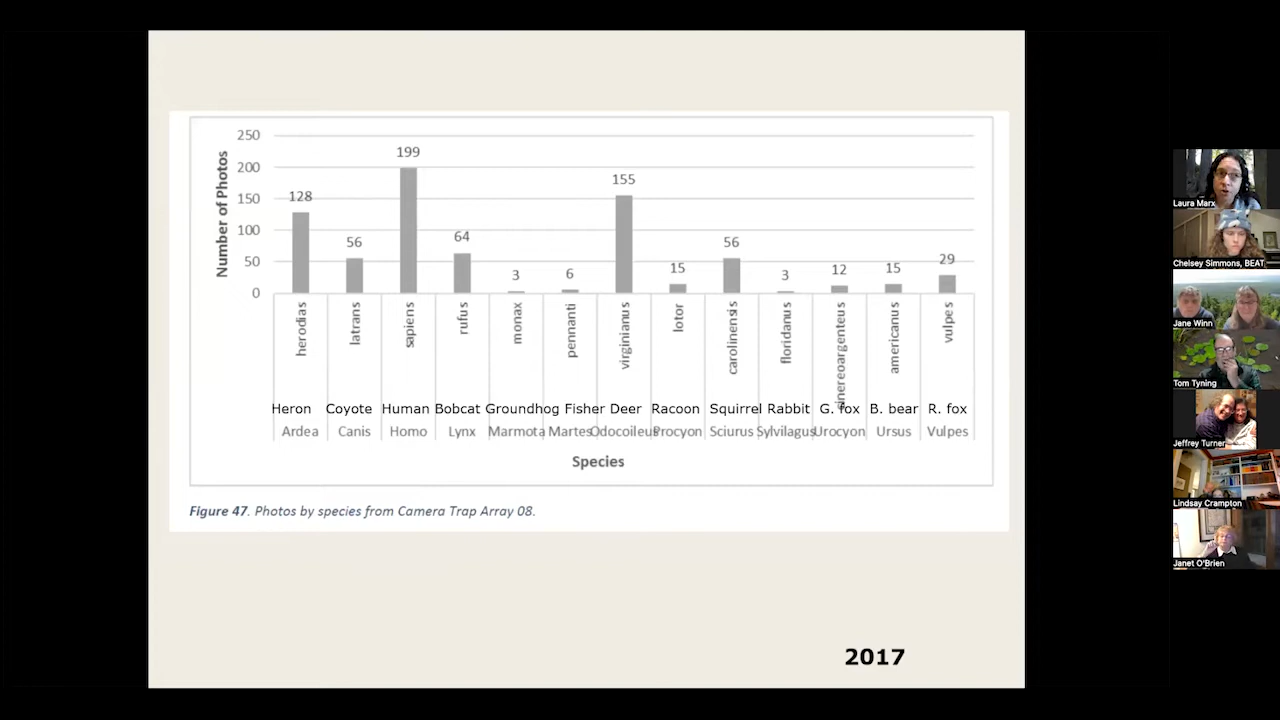 250
200
150
100
50
0
Number of Photos
128
56
199
64
3
6
155
15
56
3
12
15
29
herodias
latrans
sapiens
rufus
monax
pennanti
virginianus
lotor
carolinensis
floridanus
americanus
vulpes
Heron Coyote Human Bobcat Groundhog Fisher Deer Racoon Squirrel Rabbit G. fox B. bear R. fox
Ardea Canis Homo Lynx Marmota Martes Odocoileus Procyon Sciurus Sylvilagus Urocyon Ursus Vulpes
Species
Figure 47. Photos by species from Camera Trap Array 08.
2017
Laura Marx
Chelsey Simmons, BEAT
Jane Winn
Tom Tyning
Jeffrey Turner
Lindsay Crampton
Janet O'Brien